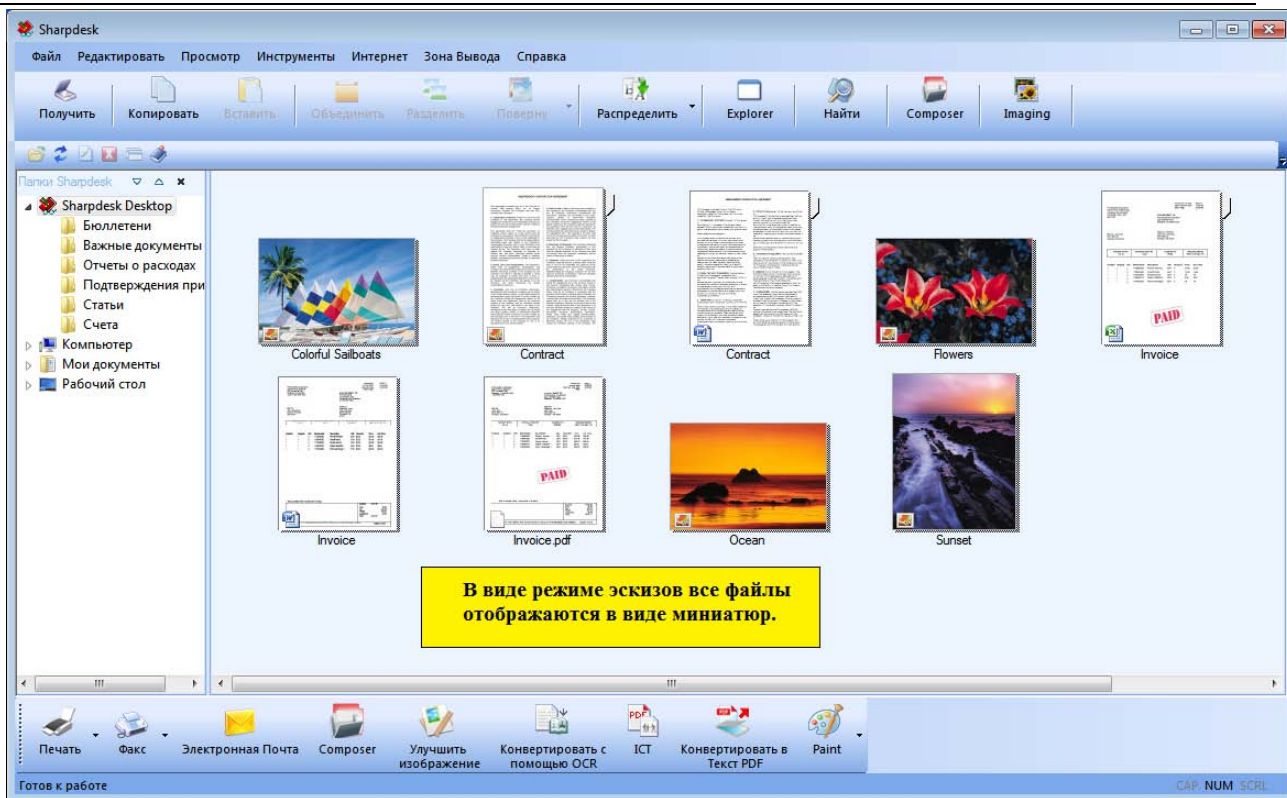 Sharpdesk
Файл Редактировать Просмотр Инструменты Интернет Зона Вывода Справка
Получить Копировать Вставить Объединить Разделить Поверну Распределить Explorer Найти Composer Imaging
Папки Sharpdesk
Sharpdesk Desktop
Бюллетени
Важные документы
Отчеты о расходах
Подтверждения при
Статьи
Счета
Компьютер
Мои документы
Рабочий стол
Colorful Sailboats Contract Contract Flowers Invoice
PAID
PAID
Invoice Invoice.pdf Ocean Sunset
В виде режиме эскизов все файлы
отображаются в виде миниатюр.
Печать Факс Электронная Почта Composer Улучшить изображение Конвертировать с помощью OCR ICT Конвертировать в Текст PDF Paint
Готов к работе CAP NUM SCRL